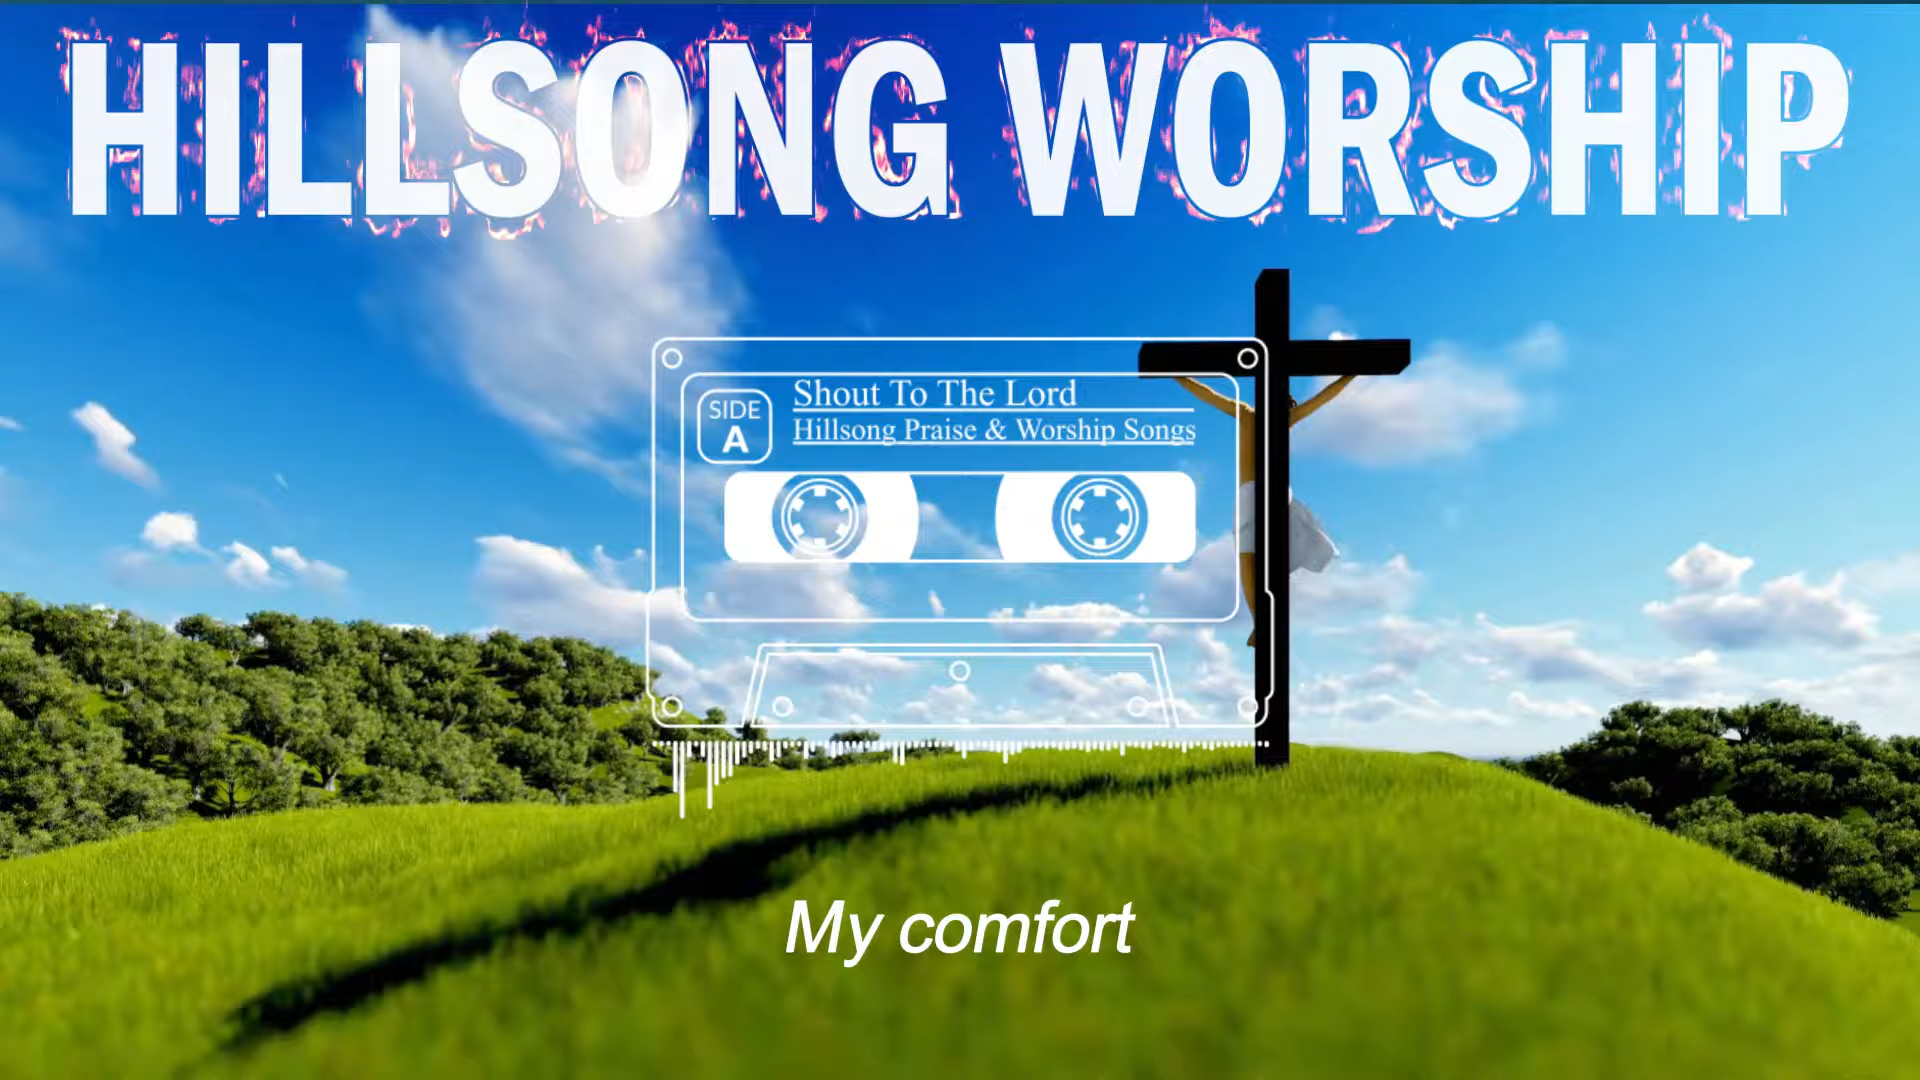 HILLSONG WORSHIP
SIDE
A
Shout To The Lord
Hillsong Praise & Worship Songs
My comfort